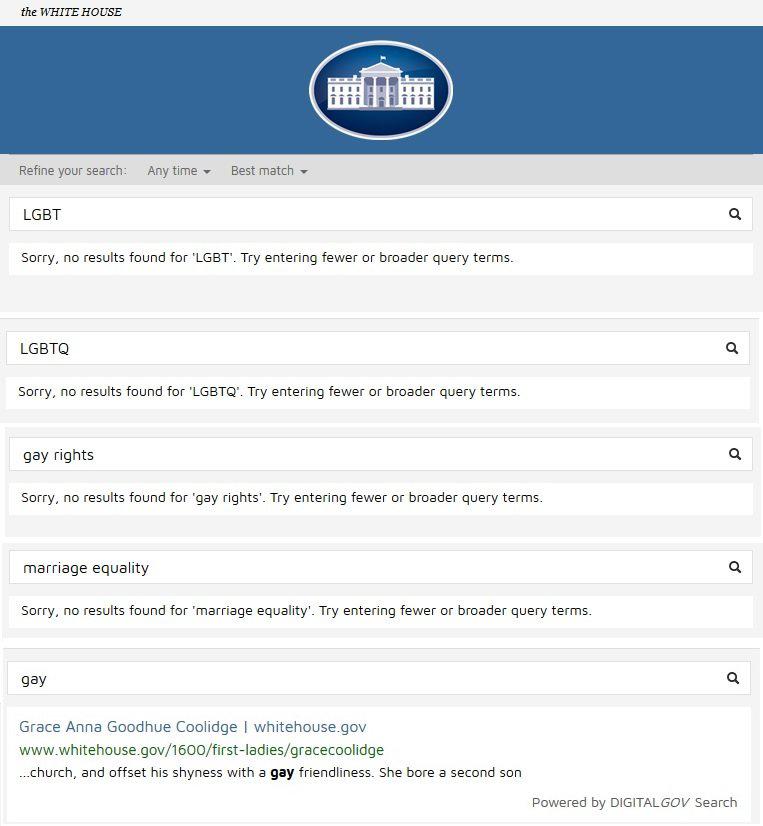 the WHITE HOUSE
Refine your search: Any time Best match
LGBT
Sorry, no results found for 'LGBT'. Try entering fewer or broader query terms.
LGBTQ
Sorry, no results found for 'LGBTQ'. Try entering fewer or broader query terms.
gay rights
Sorry, no results found for 'gay rights'. Try entering fewer or broader query terms.
marriage equality
Sorry, no results found for 'marriage equality'. Try entering fewer or broader query terms.
gay
Grace Anna Goodhue Coolidge | whitehouse.gov
www.whitehouse.gov/1600/first-ladies/gracecoolidge
...church, and offset his shyness with a gay friendliness. She bore a second son
Powered by DIGITALGOV Search